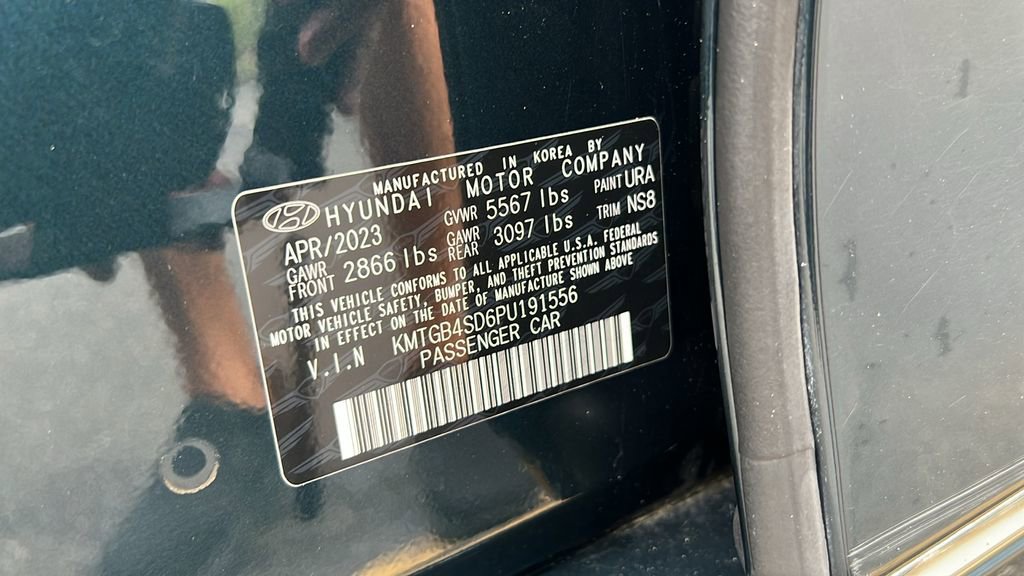 MANUFACTURED IN KOREA BY
HYUNDAI MOTOR COMPANY
APR/2023 GVWR 5567 lbs PAINT URA
GAWR FRONT 2866 lbs GAWR REAR 3097 lbs TRIM NS8
THIS VEHICLE CONFORMS TO ALL APPLICABLE U.S.A. FEDERAL
MOTOR VEHICLE SAFETY, BUMPER, AND THEFT PREVENTION STANDARDS
IN EFFECT ON THE DATE OF MANUFACTURE SHOWN ABOVE
V.I.N KMTGB4SD6PU191556
PASSENGER CAR